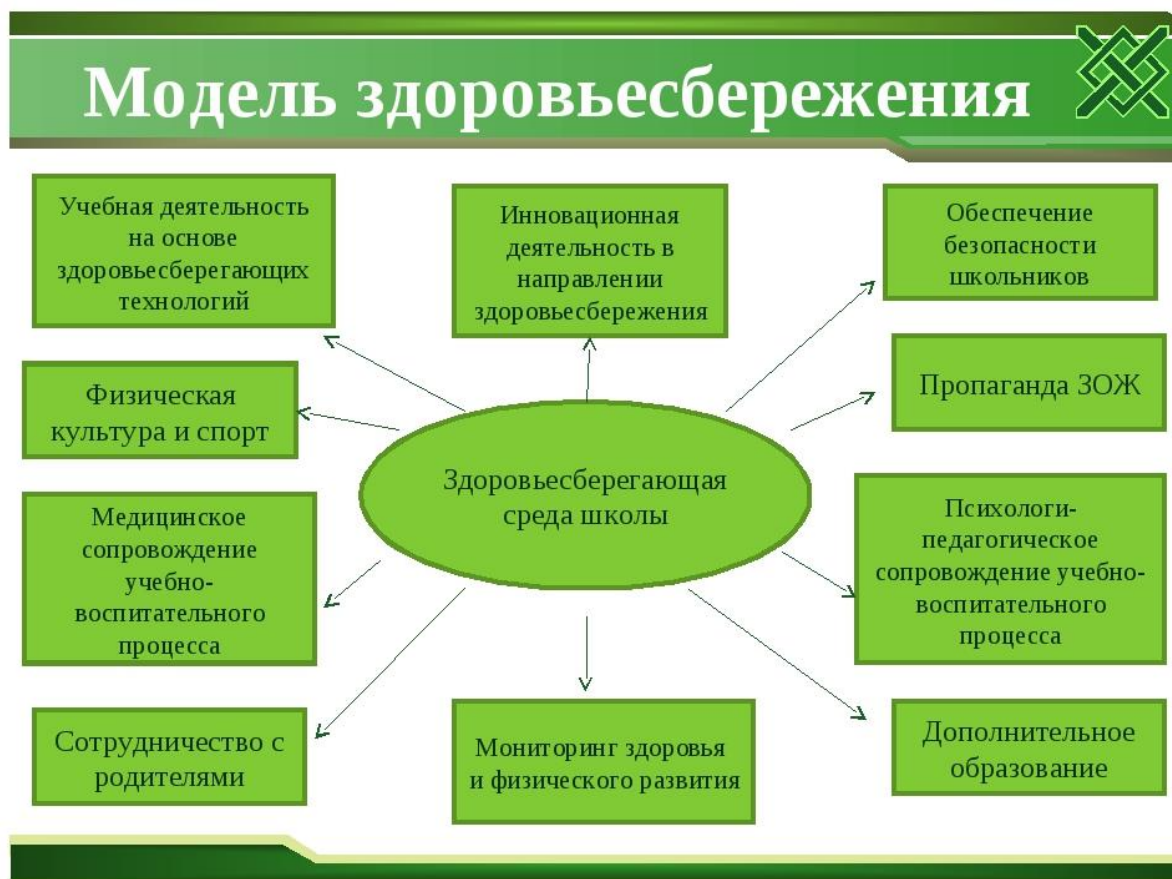 Модель здоровьесбережения
Учебная деятельность
на основе
здоровьесберегающих
технологий
Инновационная
деятельность в
направлении
здоровьесбережения
Обеспечение
безопасности
школьников
Физическая
культура и спорт
Пропаганда ЗОЖ
Здоровьесберегающая
среда школы
Медицинское
сопровождение
учебно-
воспитательного
процесса
Психологи-
педагогическое
сопровождение учебно-
воспитательного
процесса
Сотрудничество с
родителями
Мониторинг здоровья
и физического развития
Дополнительное
образование